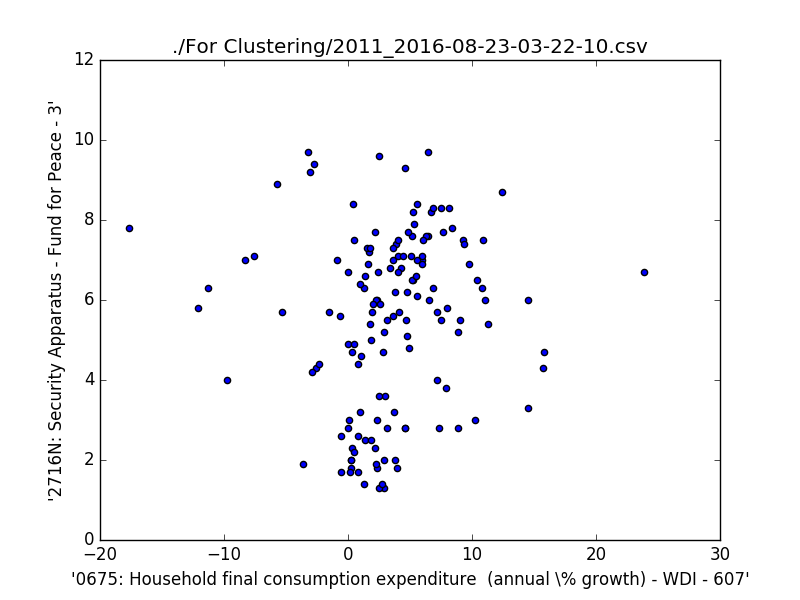 ./For Clustering/2011_2016-08-23-03-22-10.csv
12
10
8
6
4
2
0
'2716N: Security Apparatus - Fund for Peace - 3'
−20 −10 0 10 20 30
'0675: Household final consumption expenditure  (annual \% growth) - WDI - 607'